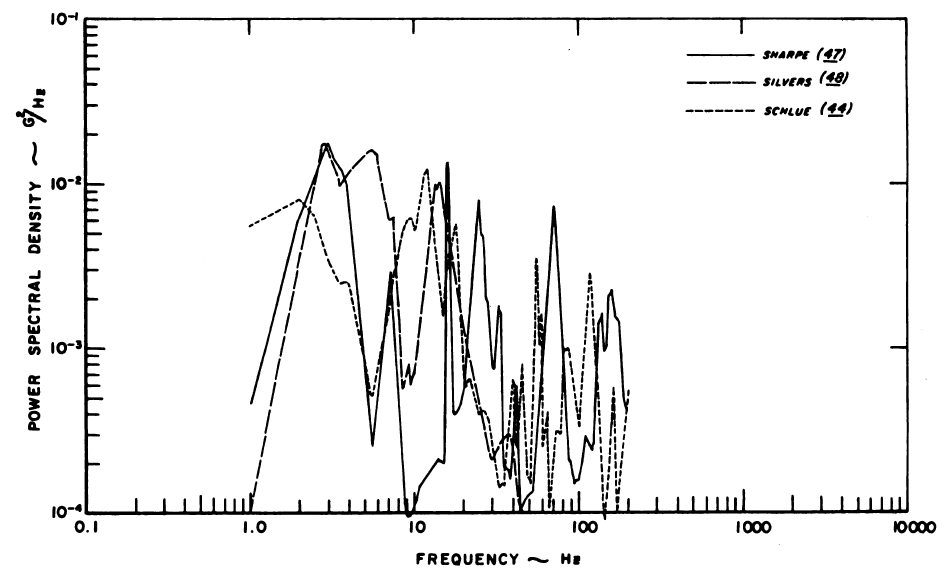 10⁻¹
10⁻²
10⁻³
10⁻⁴
POWER SPECTRAL DENSITY ~ G²/Hz
SHARPE (47)
SILVERS (48)
SCHLUE (44)
0.1 1.0 10 100 1000 10000
FREQUENCY ~ Hz